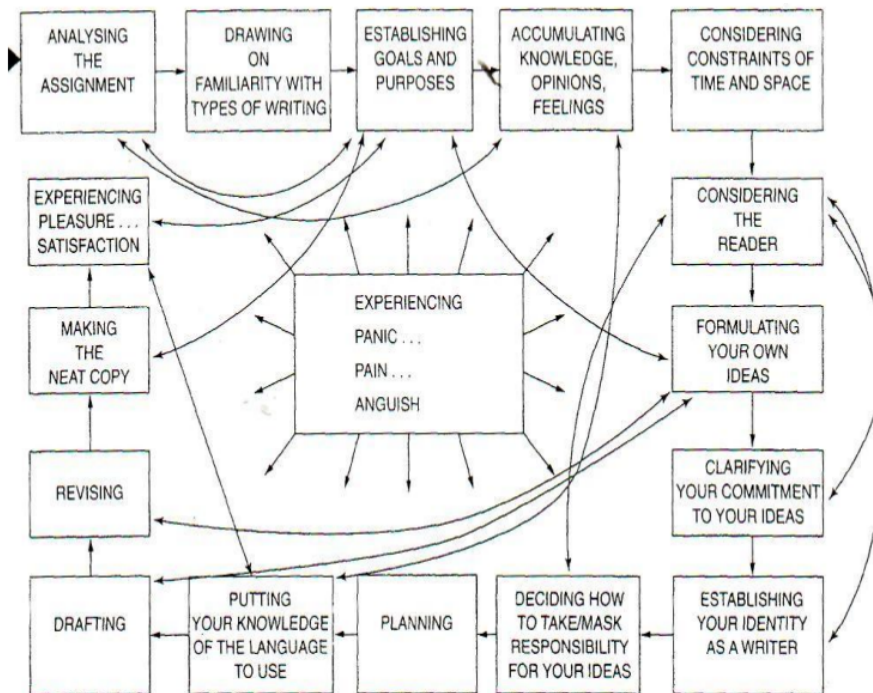 ANALYSING
THE
ASSIGNMENT
DRAWING
ON
FAMILIARITY WITH
TYPES OF WRITING
ESTABLISHING
GOALS AND
PURPOSES
ACCUMULATING
KNOWLEDGE,
OPINIONS,
FEELINGS
CONSIDERING
CONSTRAINTS OF
TIME AND SPACE
CONSIDERING
THE
READER
FORMULATING
YOUR OWN
IDEAS
CLARIFYING
YOUR COMMITMENT
TO YOUR IDEAS
ESTABLISHING
YOUR IDENTITY
AS A WRITER
DECIDING HOW
TO TAKE/MASK
RESPONSIBILITY
FOR YOUR IDEAS
PLANNING
PUTTING
YOUR KNOWLEDGE
OF THE LANGUAGE
TO USE
DRAFTING
REVISING
MAKING
THE
NEAT COPY
EXPERIENCING
PLEASURE . . .
SATISFACTION
EXPERIENCING
PANIC . . .
PAIN . . .
ANGUISH